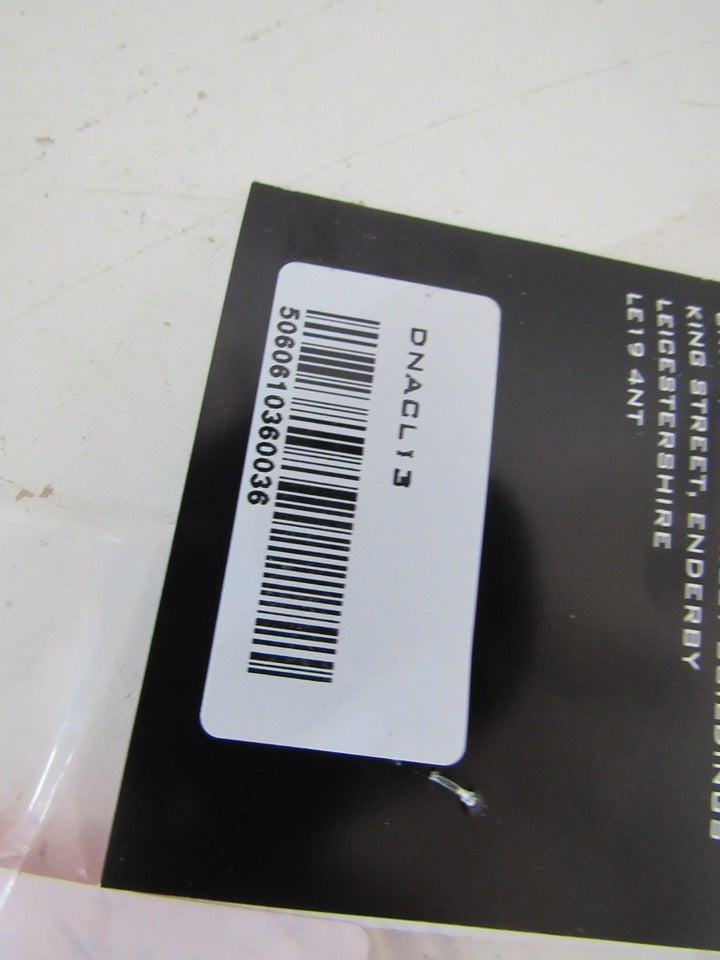 DNACL13
5060610360036
KING STREET, ENDERBY
LEICESTERSHIRE
LE19 4NT